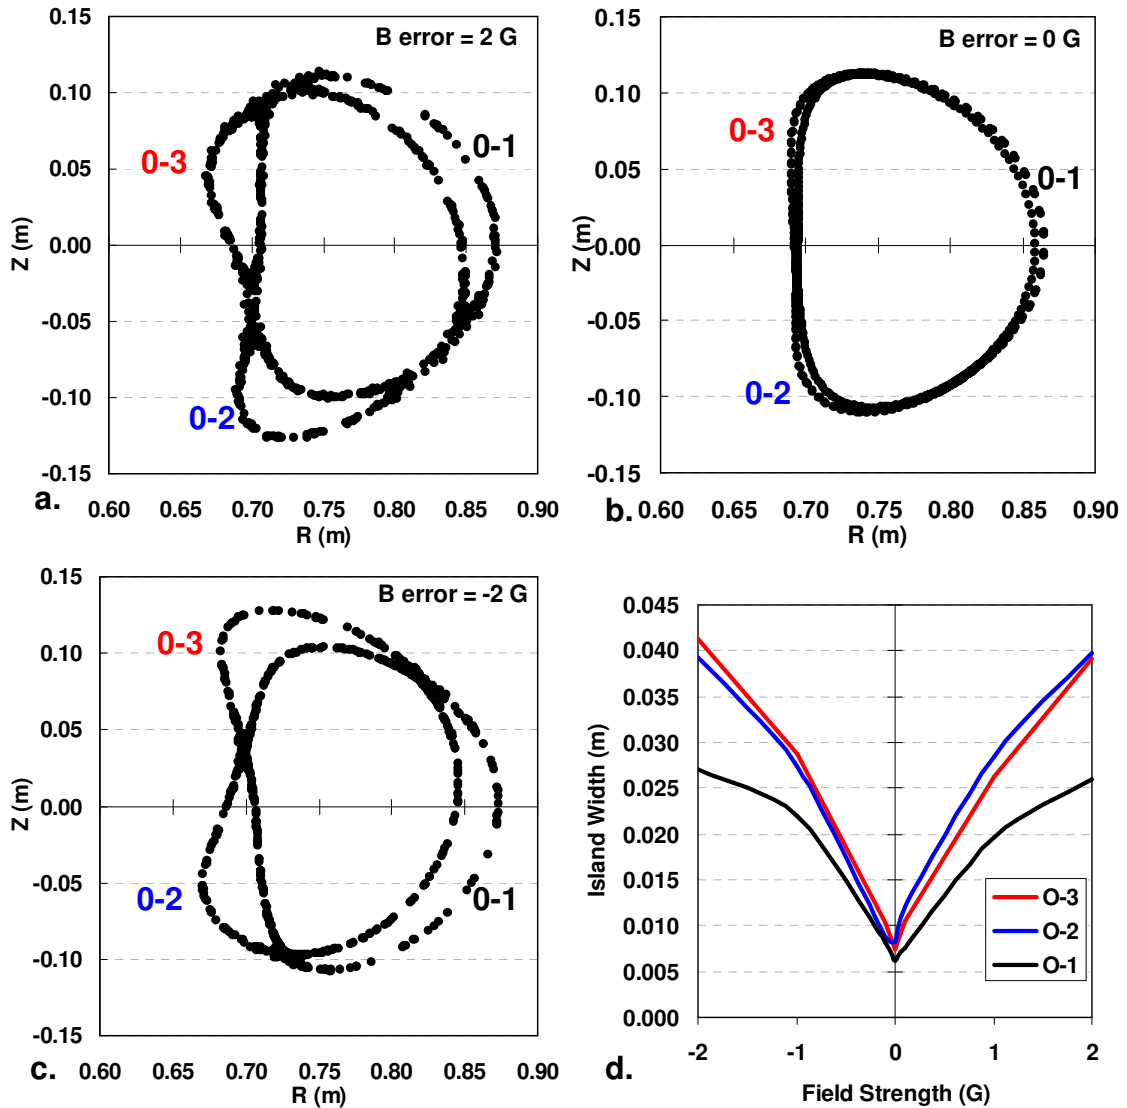 B error = 2 G
0.15
0.10
0.05
0.00
-0.05
-0.10
-0.15
Z (m)
0-3
0-1
0-2
a.
0.60 0.65 0.70 0.75 0.80 0.85 0.90
R (m)
B error = 0 G
0.15
0.10
0.05
0.00
-0.05
-0.10
-0.15
Z (m)
0-3
0-1
0-2
b.
0.60 0.65 0.70 0.75 0.80 0.85 0.90
R (m)
B error = -2 G
0.15
0.10
0.05
0.00
-0.05
-0.10
-0.15
Z (m)
0-3
0-2
0-1
c.
0.60 0.65 0.70 0.75 0.80 0.85 0.90
R (m)
0.045
0.040
0.035
0.030
0.025
0.020
0.015
0.010
0.005
0.000
Island Width (m)
O-3
O-2
O-1
d.
-2 -1 0 1 2
Field Strength (G)